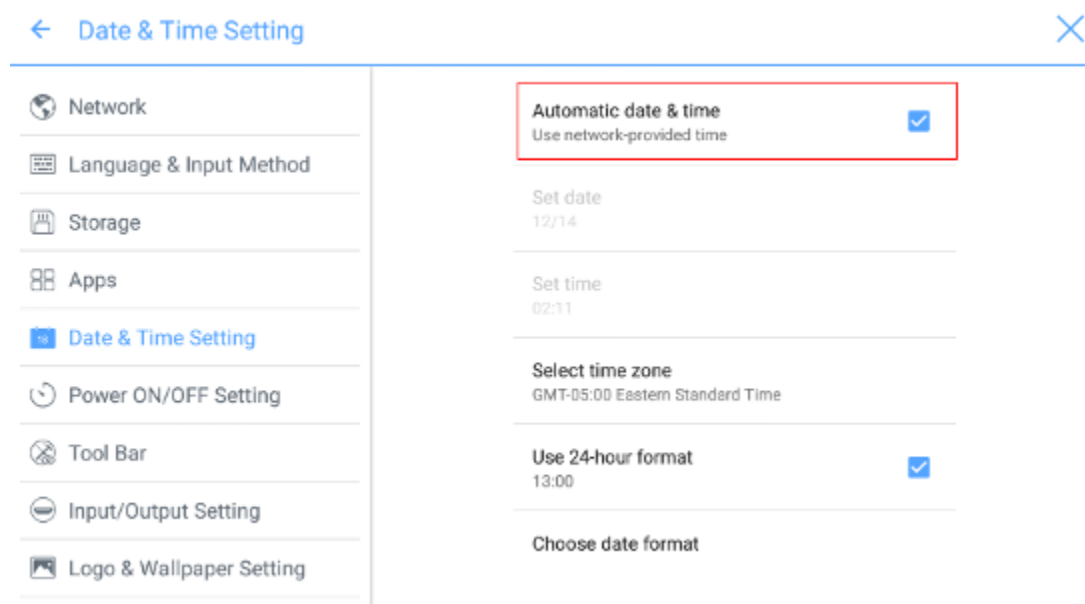 Date & Time Setting
Network
Language & Input Method
Storage
Apps
18
Date & Time Setting
Power ON/OFF Setting
Tool Bar
Input/Output Setting
Logo & Wallpaper Setting
Automatic date & time
Use network-provided time
Set date
12/14
Set time
02:11
Select time zone
GMT-05:00 Eastern Standard Time
Use 24-hour format
13:00
Choose date format